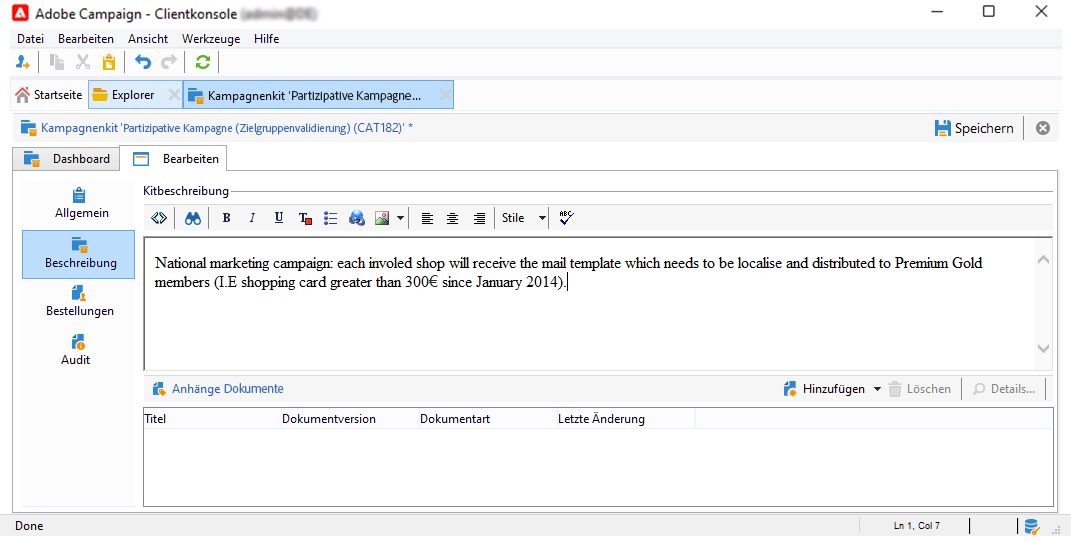 Adobe Campaign - Clientkonsole
Datei Bearbeiten Ansicht Werkzeuge Hilfe
Startseite Explorer Kampagnenkit 'Partizipative Kampagne...
Kampagnenkit 'Partizipative Kampagne (Zielgruppenvalidierung) (CAT182)' * Speichern
Dashboard Bearbeiten
Kitbeschreibung
Allgemein
B I U T Stile ABC
Beschreibung
National marketing campaign: each involed shop will receive the mail template which needs to be localise and distributed to Premium Gold
members (I.E shopping card greater than 300€ since January 2014).
Bestellungen
Audit
Anhänge Dokumente Hinzufügen Löschen Details...
Titel Dokumentversion Dokumentart Letzte Änderung
Done Ln 1, Col 7